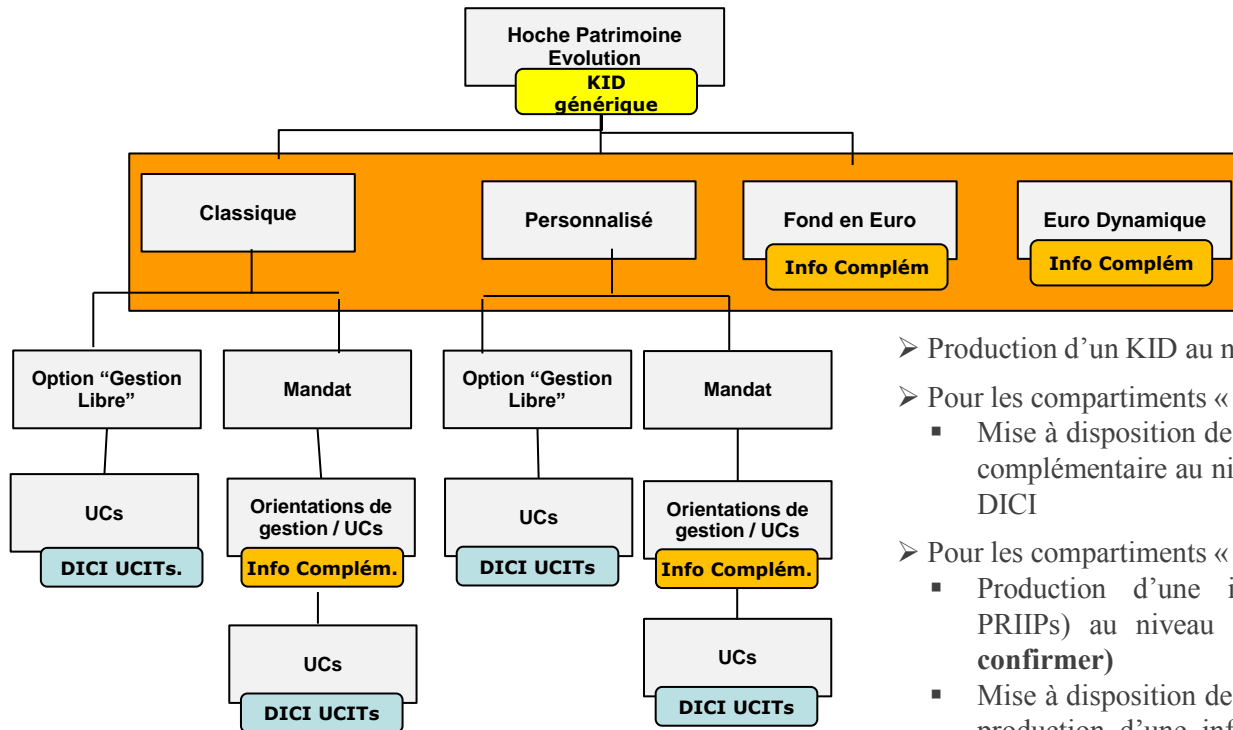 Hoche Patrimoine
Evolution
KID
générique
Classique
Personnalisé
Fond en Euro
Info Complém
Euro Dynamique
Info Complém
Option “Gestion
Libre”
Mandat
Option “Gestion
Libre”
Mandat
UCs
DICI UCITs.
Orientations de
gestion / UCs
Info Complém.
UCs
DICI UCITs
Orientations de
gestion / UCs
Info Complém.
UCs
DICI UCITs
UCs
DICI UCITs
➢ Production d’un KID au n
➢ Pour les compartiments «
▪ Mise à disposition de
complémentaire au ni
DICI
➢ Pour les compartiments «
▪ Production d’une i
PRIIPs) au niveau
confirmer)
▪ Mise à disposition de
production d’une inf